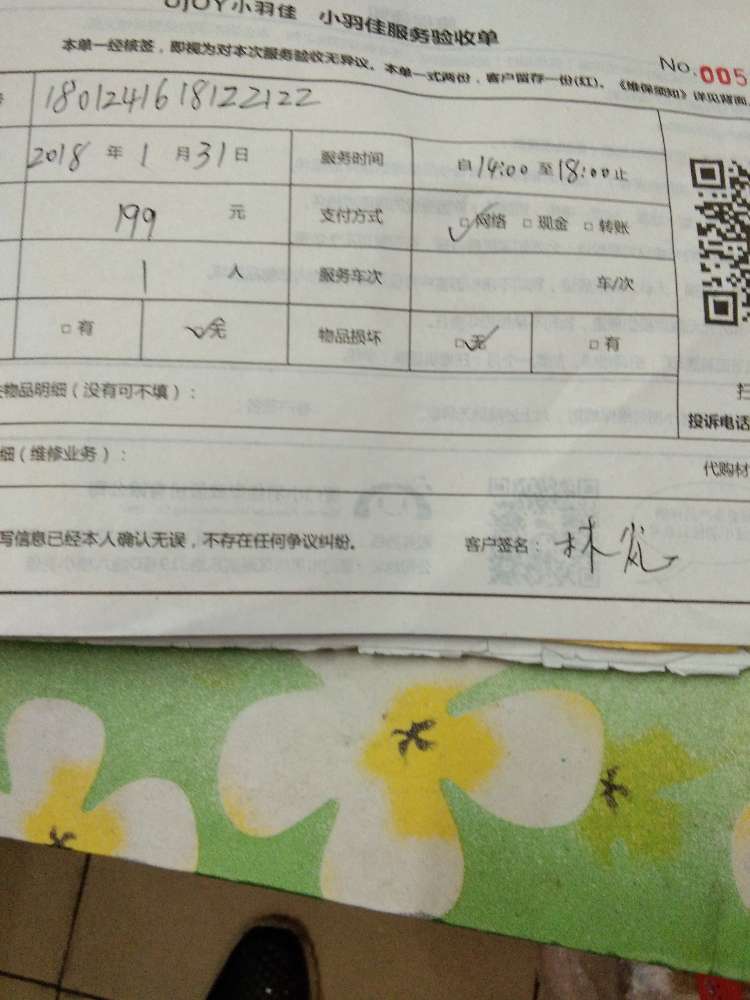 小羽佳 小羽佳服务验收单
本单一经核签，即视为对本次服务验收无异议。本单一式两份，客户留存一份(红)。《维保须知》详见背面
No.005
1801241618122122
2018 年 1 月 31 日 服务时间 自 14:00 至 18:00 止
199 元 支付方式 □网络 □现金 □转账
1 人 服务车次 车/次
□有 □无 物品损坏 □无 □有
物品明细（没有可不填）：
扫
投诉电话
细（维修业务）：
代购材
写信息已经本人确认无误，不存在任何争议纠纷。 客户签名： 林